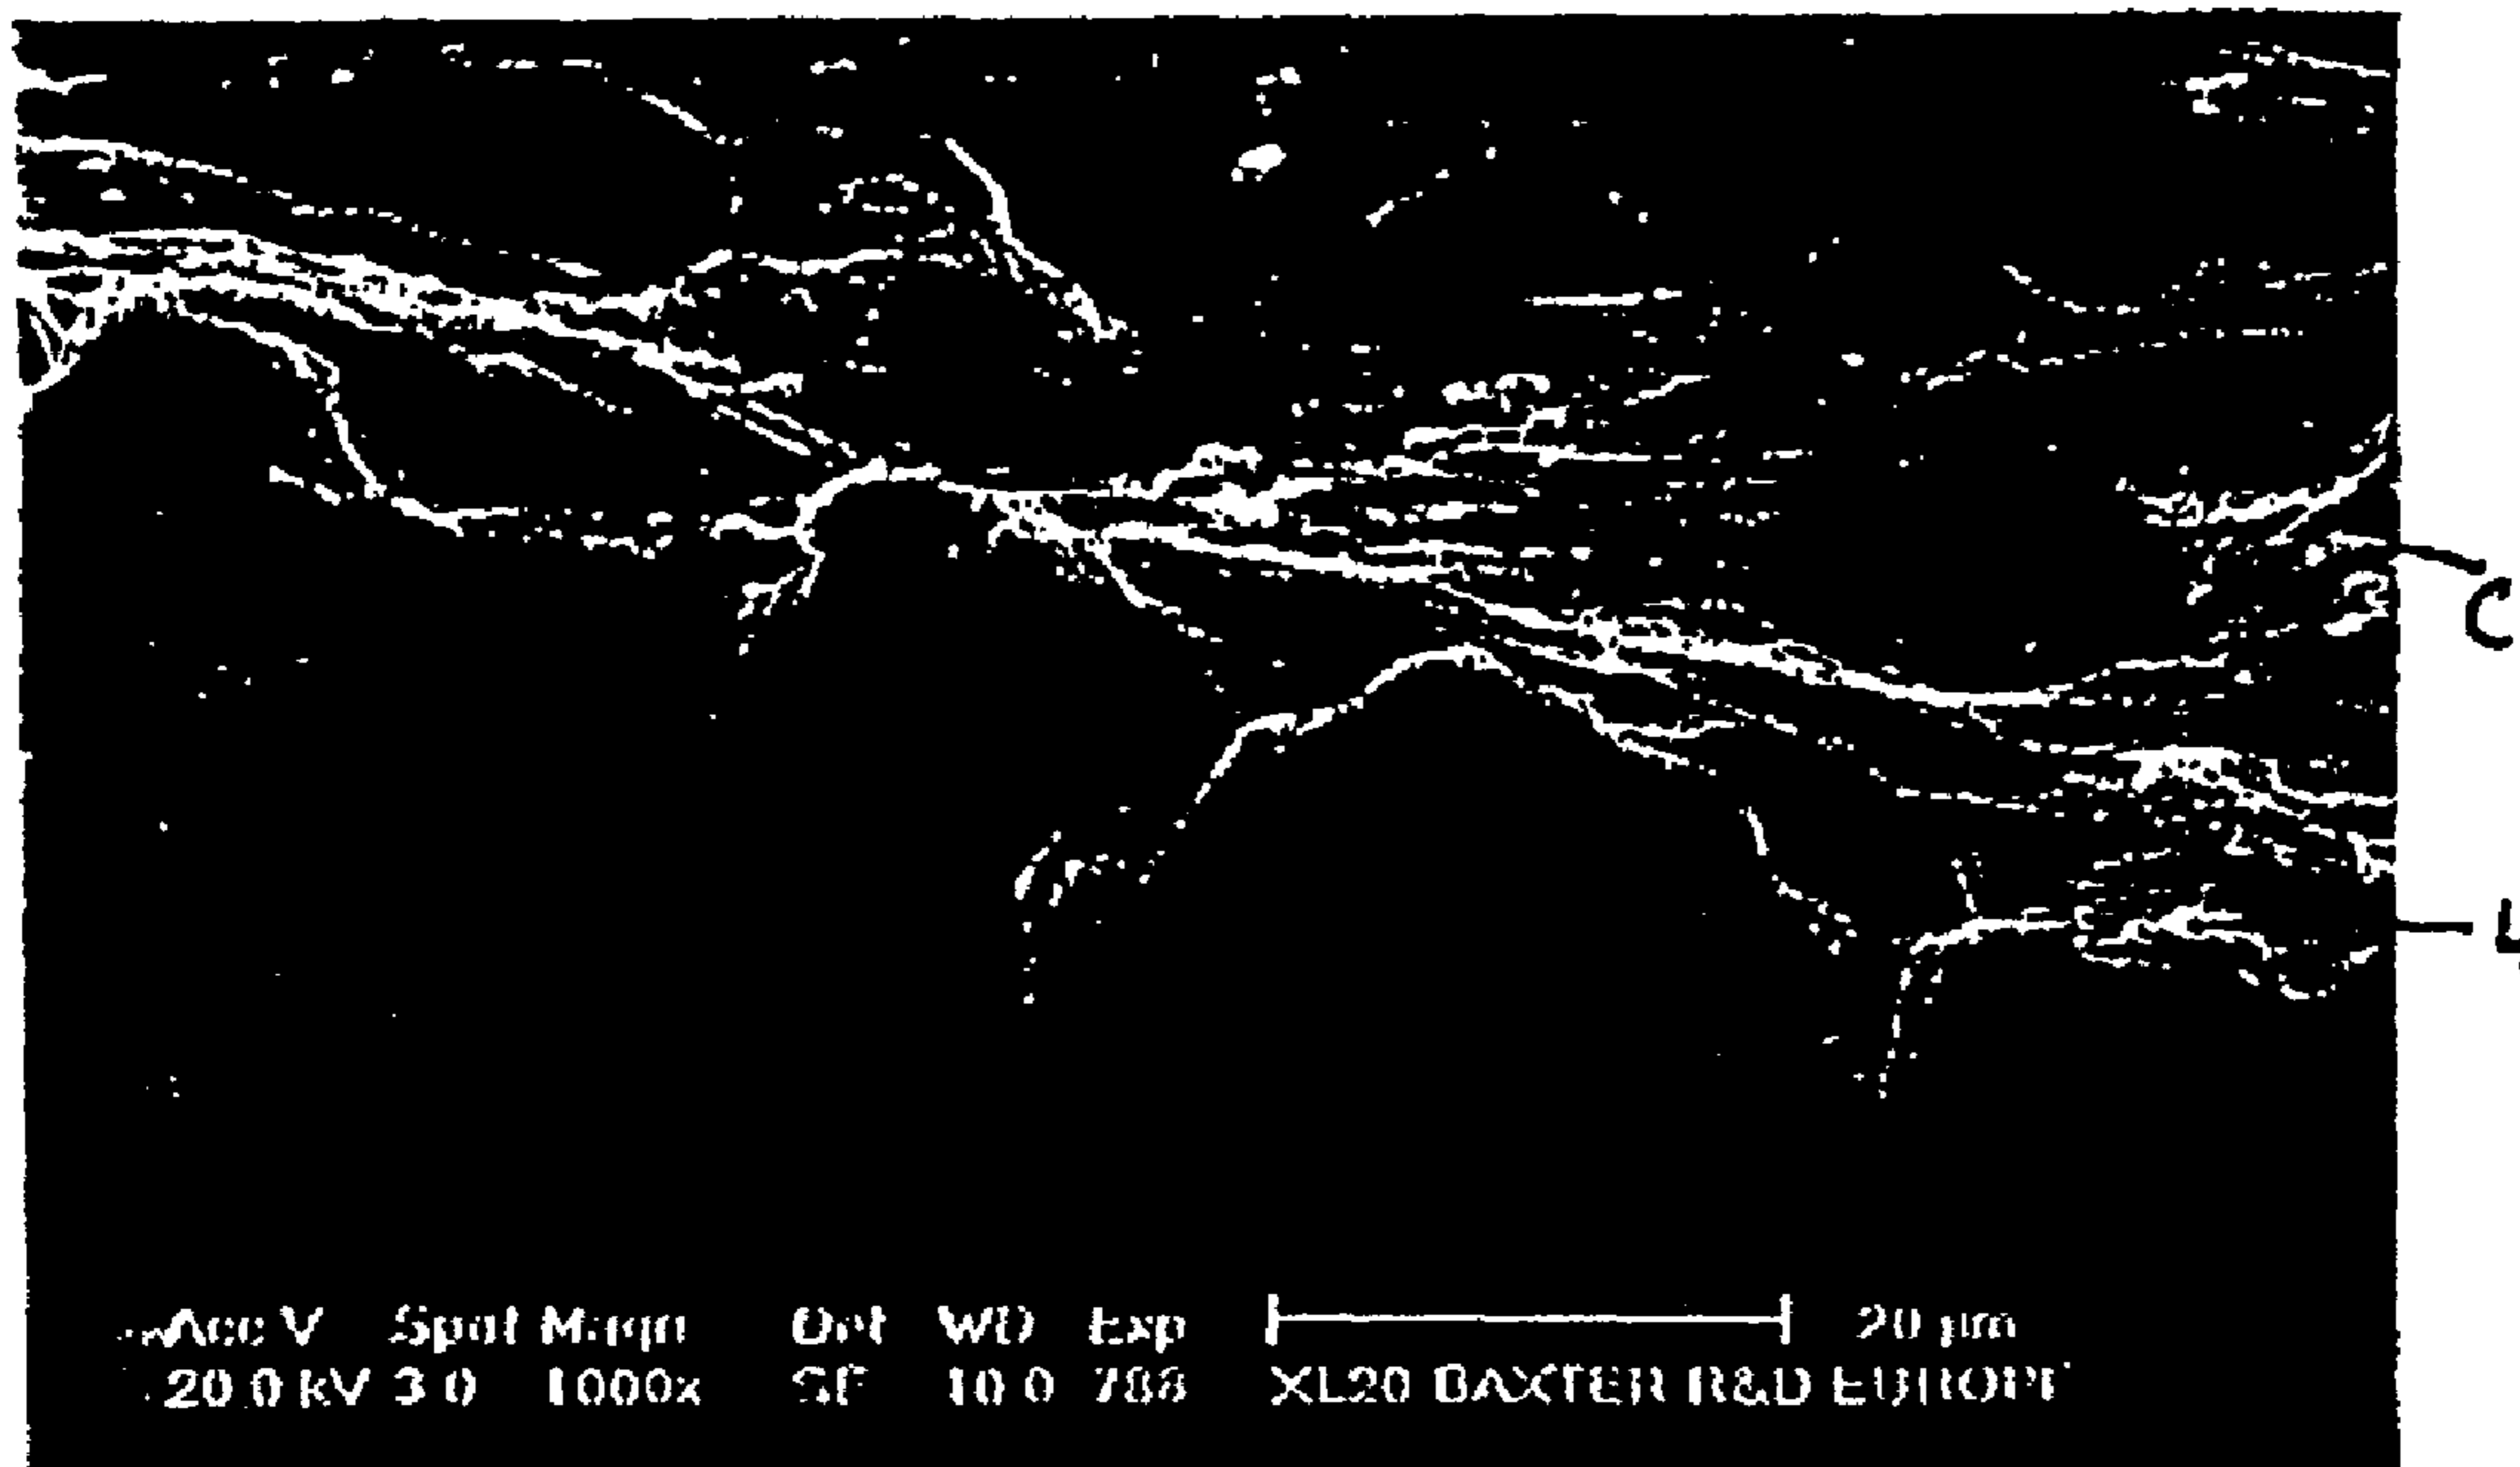 C
L
Acc V Spot Magn Det WD Exp 20 µm
20.0 kV 3.0 1000x SE 10.0 786 XL20 BAXTER R&D EUROPE